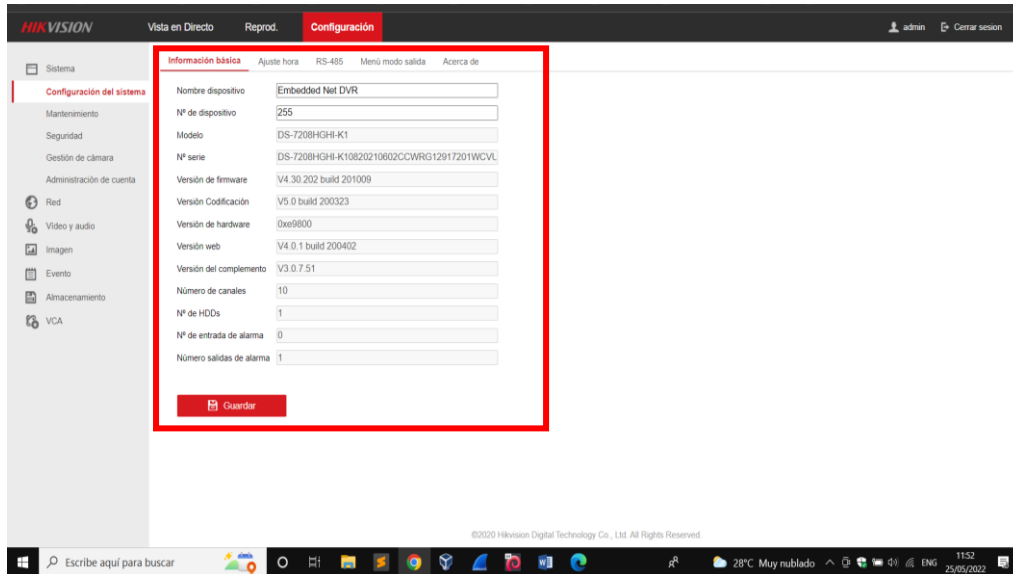 HIKVISION Vista en Directo Reprod. Configuración admin Cerrar sesion
Sistema
Configuración del sistema
Mantenimiento
Seguridad
Gestión de cámara
Administración de cuenta
Red
Vídeo y audio
Imagen
Evento
Almacenamiento
VCA
Información básica Ajuste hora RS-485 Menú modo salida Acerca de
Nombre dispositivo Embedded Net DVR
Nº de dispositivo 255
Modelo DS-7208HGHI-K1
Nº serie DS-7208HGHI-K10820210602CCWRG12917201WCVL
Versión de firmware V4.30.202 build 201009
Versión Codificación V5.0 build 200323
Versión de hardware 0xe9800
Versión web V4.0.1 build 200402
Versión del complemento V3.0.7.51
Número de canales 10
Nº de HDDs 1
Nº de entrada de alarma 0
Número salidas de alarma 1
Guardar
©2020 Hikvision Digital Technology Co., Ltd. All Rights Reserved.
Escribe aquí para buscar 28°C Muy nublado ENG 11:52
25/05/2022